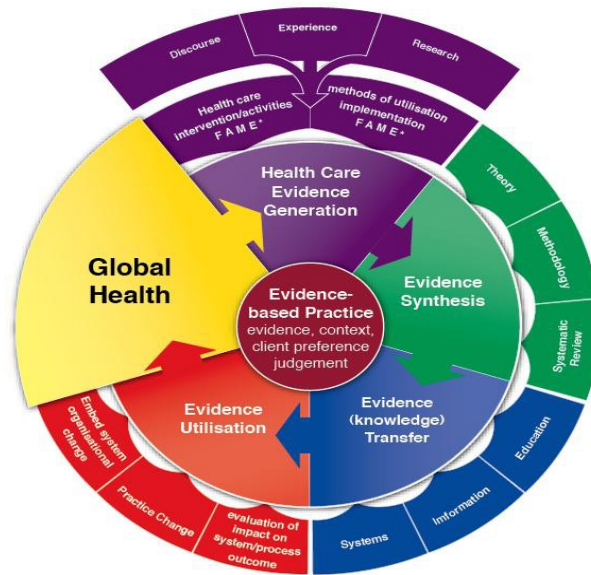 Discourse
Experience
Research
Health care
intervention/activities
F A M E*
methods of utilisation
implementation
F A M E*
Health Care
Evidence
Generation
Global
Health
Theory
Methodology
Systematic
Review
Evidence
Synthesis
Evidence-
based Practice
evidence, context,
client preference
judgement
Evidence
Utilisation
Evidence
(knowledge)
Transfer
Education
Imformation
Systems
Embed system
organisational
change
Practice Change
evaluation of
impact on
system/process
outcome